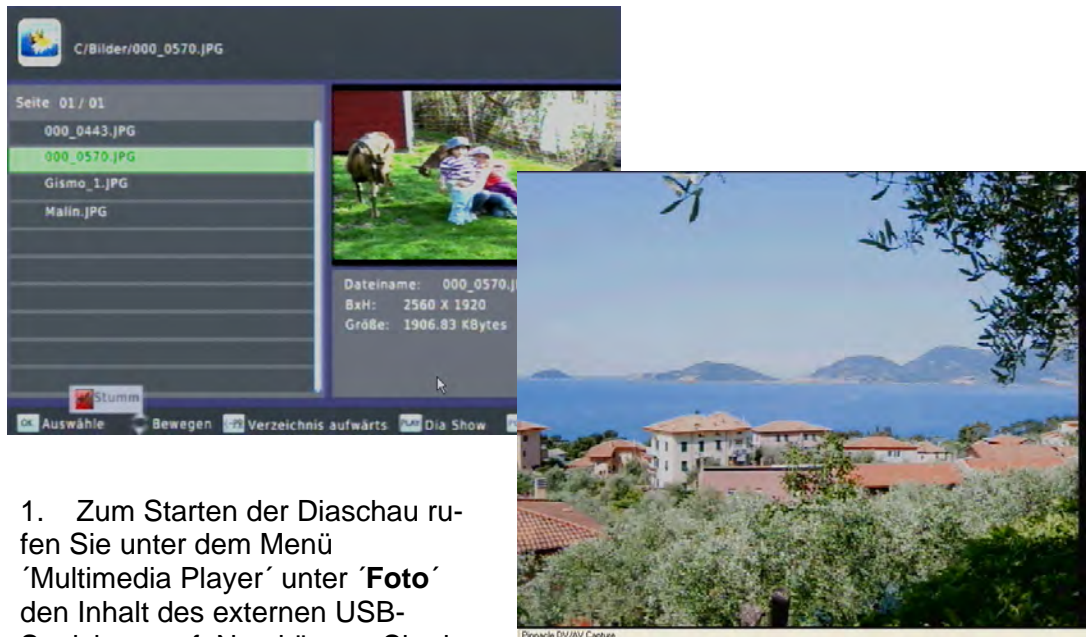 C/Bilder/000_0570.JPG
Seite 01/01
000_0443.JPG
000_0570.JPG
Gismo_1.JPG
Malin.JPG
Dateiname: 000_0570.J
BxH: 2560 X 1920
Größe: 1906.83 KBytes
Stumm
OK Auswähle Bewegen Verzeichnis aufwärts PLAY Dia Show
1. Zum Starten der Diaschau ru-
fen Sie unter dem Menü
´Multimedia Player´ unter ´Foto´
den Inhalt des externen USB-
Pinnacle DV/AV Capture